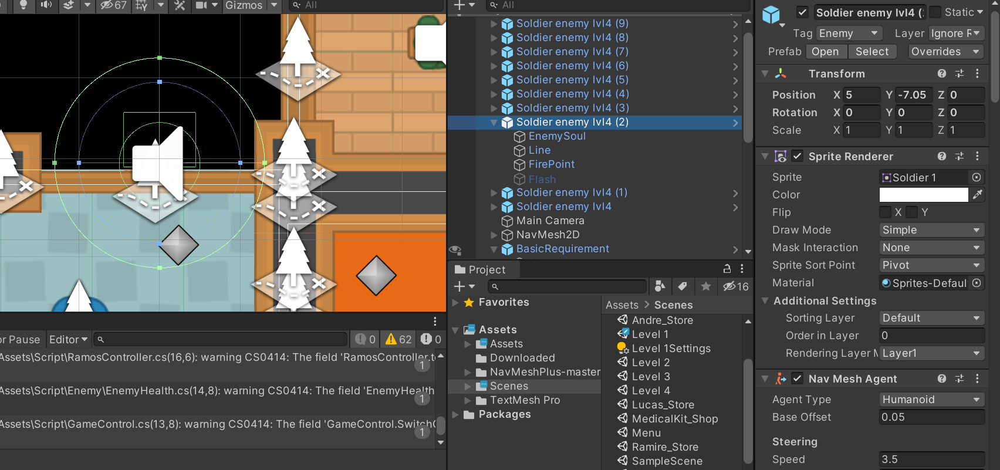 67
Gizmos
All
or Pause
Editor
0
62
0
Assets\Script\RamosController.cs(16,6): warning CS0414: The field 'RamosController.t
1
Assets\Script\Enemy\EnemyHealth.cs(14,8): warning CS0414: The field 'EnemyHealth
1
Assets\Script\GameControl.cs(13,8): warning CS0414: The field 'GameControl.Switch
1
All
Soldier enemy lvl4 (9)
Soldier enemy lvl4 (8)
Soldier enemy lvl4 (7)
Soldier enemy lvl4 (6)
Soldier enemy lvl4 (5)
Soldier enemy lvl4 (4)
Soldier enemy lvl4 (3)
Soldier enemy lvl4 (2)
EnemySoul
Line
FirePoint
Flash
Soldier enemy lvl4 (1)
Soldier enemy lvl4
Main Camera
NavMesh2D
BasicRequirement
Project
16
Favorites
Assets
Assets
Downloaded
NavMeshPlus-master
Scenes
TextMesh Pro
Packages
Assets > Scenes
Andre_Store
Level 1
Level 1Settings
Level 2
Level 3
Level 4
Lucas_Store
MedicalKit_Shop
Menu
Ramire_Store
SampleScene
Soldier enemy lvl4 (
Static
Tag Enemy Layer Ignore R
Prefab Open Select Overrides
Transform
Position X 5 Y -7.05 Z 0
Rotation X 0 Y 0 Z 0
Scale X 1 Y 1 Z 1
Sprite Renderer
Sprite Soldier 1
Color
Flip X Y
Draw Mode Simple
Mask Interaction None
Sprite Sort Point Pivot
Material Sprites-Defaul
Additional Settings
Sorting Layer Default
Order in Layer 0
Rendering Layer M Layer1
Nav Mesh Agent
Agent Type Humanoid
Base Offset 0.05
Steering
Speed 3.5